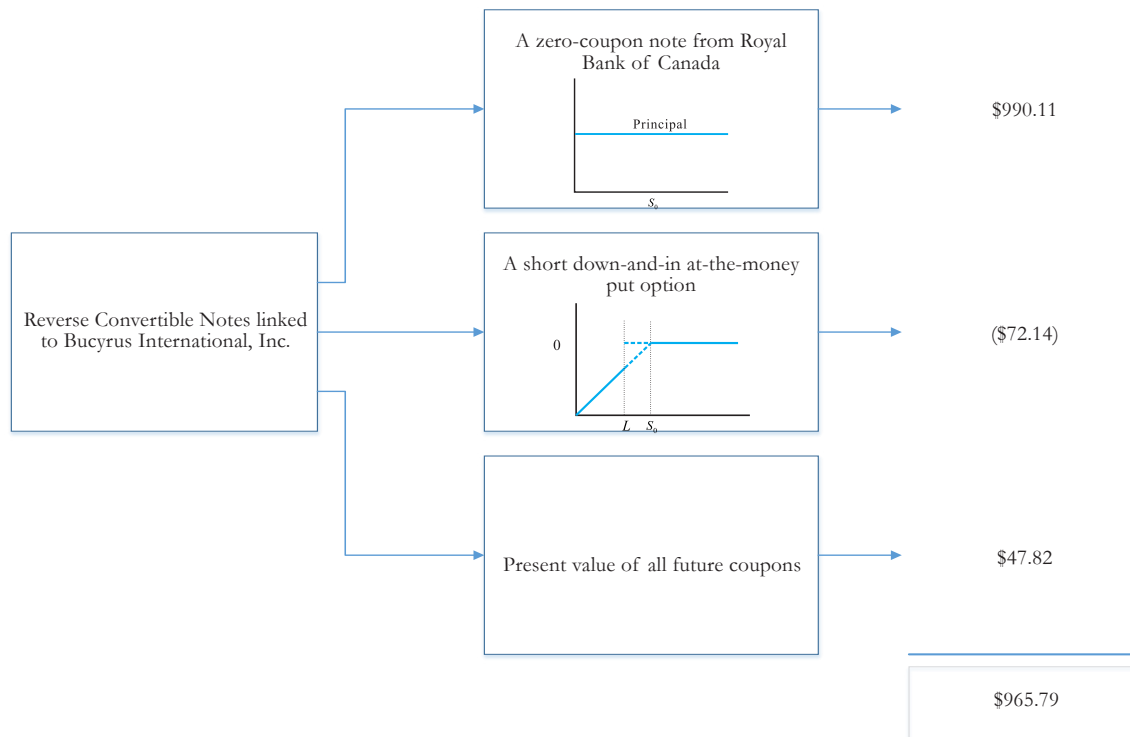 A zero-coupon note from Royal
Bank of Canada
Principal
S₀
$990.11
Reverse Convertible Notes linked
to Bucyrus International, Inc.
A short down-and-in at-the-money
put option
0
L S₀
($72.14)
Present value of all future coupons
$47.82
$965.79